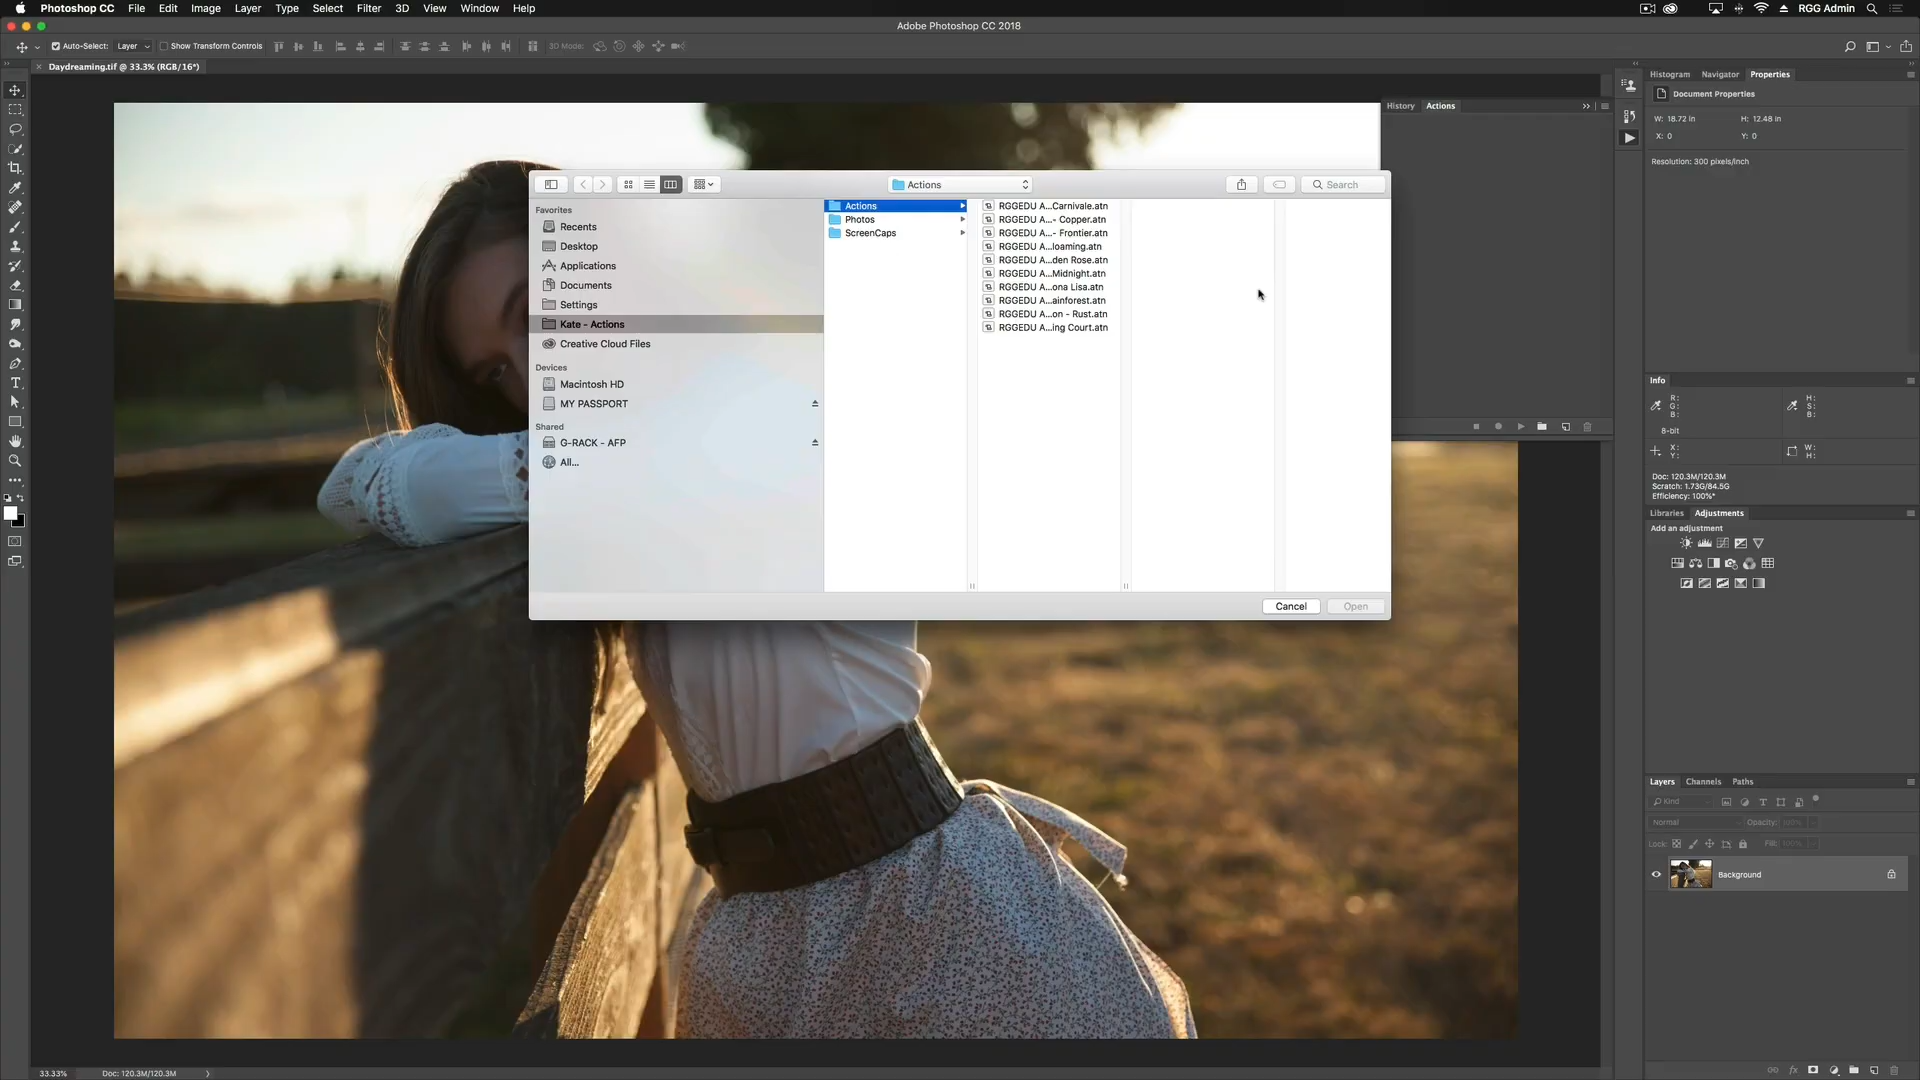 Photoshop CC File Edit Image Layer Type Select Filter 3D View Window Help RGG Admin
Adobe Photoshop CC 2018
Auto-Select: Layer Show Transform Controls 3D Mode:
Daydreaming.tif @ 33.3% (RGB/16*)
Histogram Navigator Properties
Document Properties
W: 18.72 in H: 12.48 in
X: 0 Y: 0
Resolution: 300 pixels/inch
History Actions
Actions
Search
Favorites
Recents
Desktop
Applications
Documents
Settings
Kate - Actions
Creative Cloud Files
Devices
Macintosh HD
MY PASSPORT
Shared
G-RACK - AFP
All...
Actions
Photos
ScreenCaps
RGGEDU A...Carnivale.atn
RGGEDU A...- Copper.atn
RGGEDU A...- Frontier.atn
RGGEDU A...loaming.atn
RGGEDU A...den Rose.atn
RGGEDU A...Midnight.atn
RGGEDU A...ona Lisa.atn
RGGEDU A...ainforest.atn
RGGEDU A...on - Rust.atn
RGGEDU A...ing Court.atn
Cancel Open
Info
R: H:
G: S:
B: B:
8-bit
X: W:
Y: H:
Doc: 120.3M/120.3M
Scratch: 1.73G/84.5G
Efficiency: 100%*
Libraries Adjustments
Add an adjustment
Layers Channels Paths
Kind
Normal Opacity: 100%
Lock: Fill: 100%
Background
33.33% Doc: 120.3M/120.3M